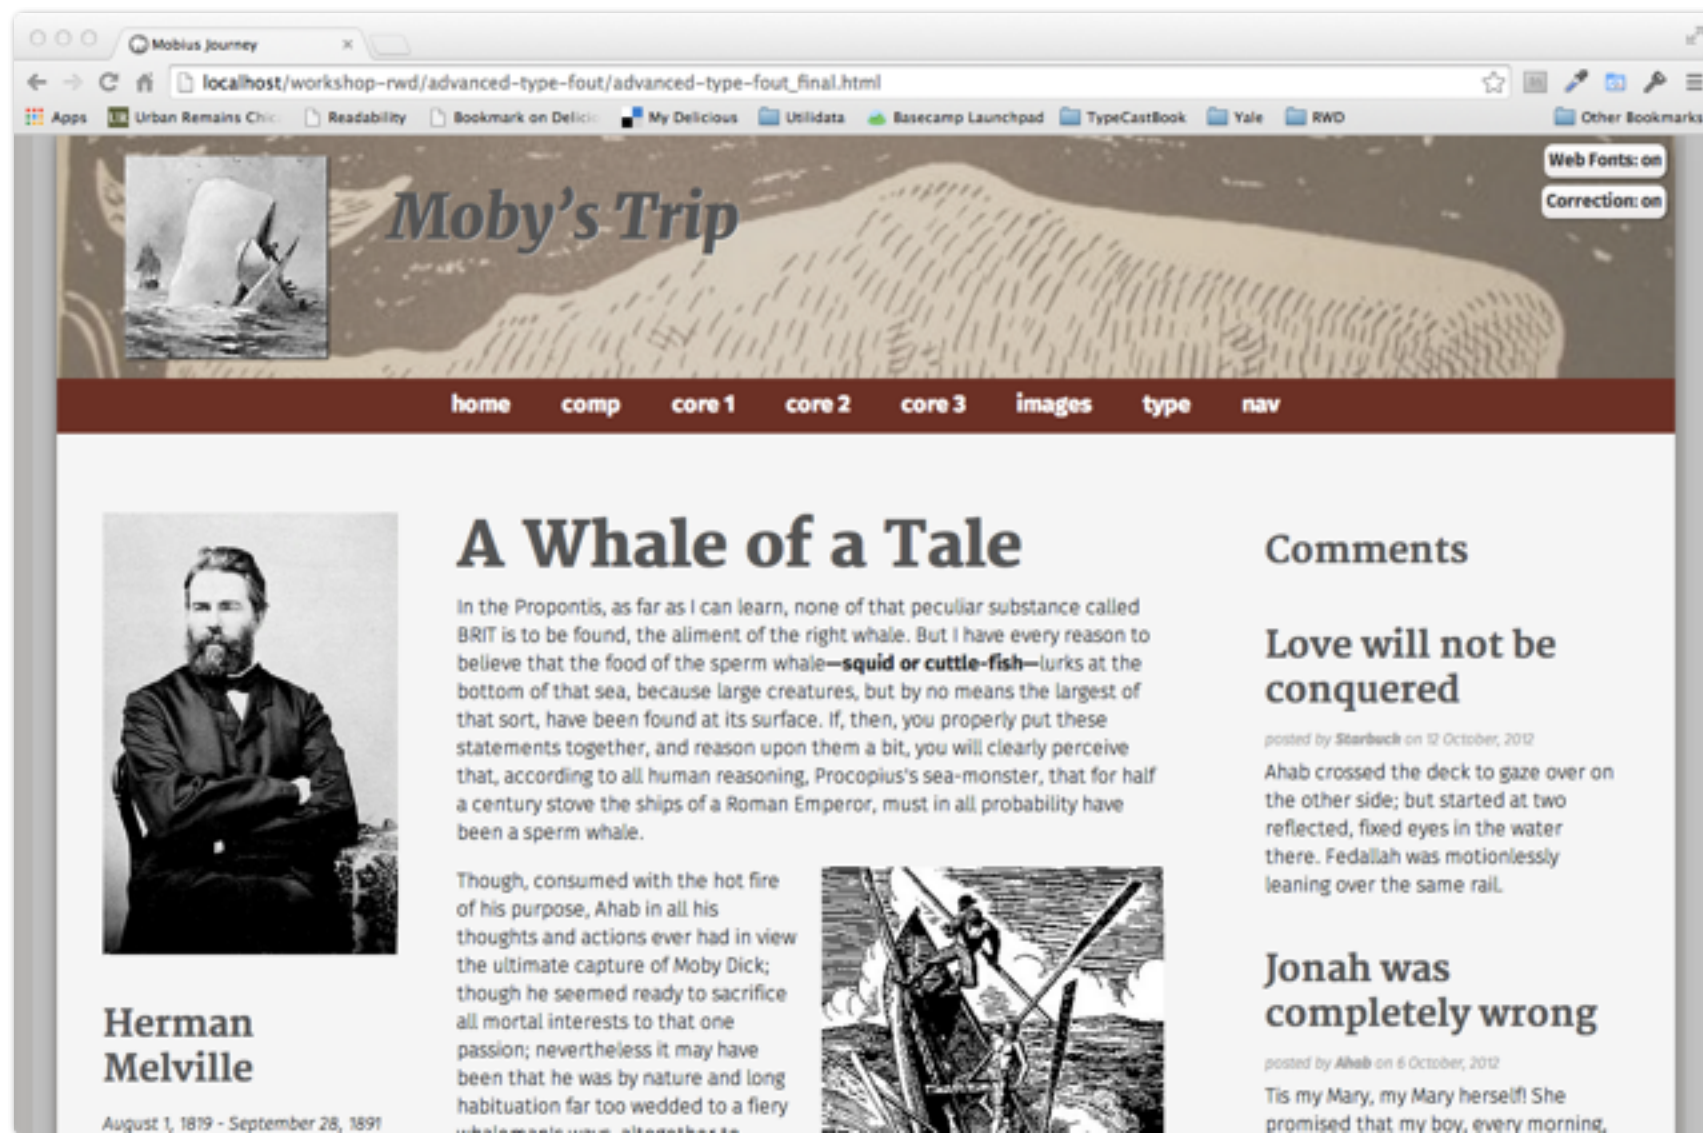 Mobius Journey
localhost/workshop-rwd/advanced-type-fout/advanced-type-fout_final.html
Apps Urban Remains Chic Readability Bookmark on Delici My Delicious Utilidata Basecamp Launchpad TypeCastBook Yale RWD Other Bookmarks
Web Fonts: on
Correction: on
Moby’s Trip
home comp core 1 core 2 core 3 images type nav
Herman
Melville
August 1, 1819 - September 28, 1891
A Whale of a Tale
In the Propontis, as far as I can learn, none of that peculiar substance called
BRIT is to be found, the aliment of the right whale. But I have every reason to
believe that the food of the sperm whale—squid or cuttle-fish—lurks at the
bottom of that sea, because large creatures, but by no means the largest of
that sort, have been found at its surface. If, then, you properly put these
statements together, and reason upon them a bit, you will clearly perceive
that, according to all human reasoning, Procopius's sea-monster, that for half
a century stove the ships of a Roman Emperor, must in all probability have
been a sperm whale.
Though, consumed with the hot fire
of his purpose, Ahab in all his
thoughts and actions ever had in view
the ultimate capture of Moby Dick;
though he seemed ready to sacrifice
all mortal interests to that one
passion; nevertheless it may have
been that he was by nature and long
habituation far too wedded to a fiery
Comments
Love will not be
conquered
posted by Starbuck on 12 October, 2012
Ahab crossed the deck to gaze over on
the other side; but started at two
reflected, fixed eyes in the water
there. Fedallah was motionlessly
leaning over the same rail.
Jonah was
completely wrong
posted by Ahab on 6 October, 2012
Tis my Mary, my Mary herself! She
promised that my boy, every morning,